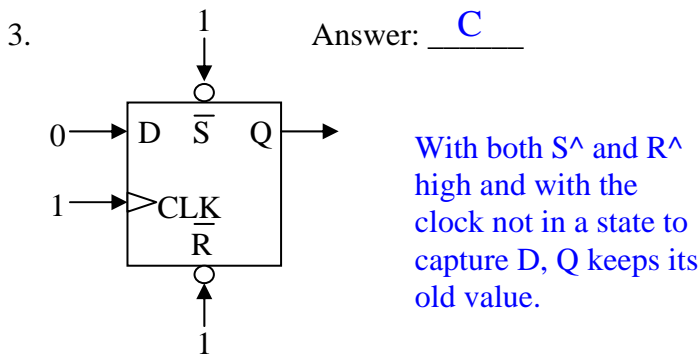 3.
1
Answer: C
0
D
S̅
Q
1
CLK
R̅
1
With both S^ and R^
high and with the
clock not in a state to
capture D, Q keeps its
old value.